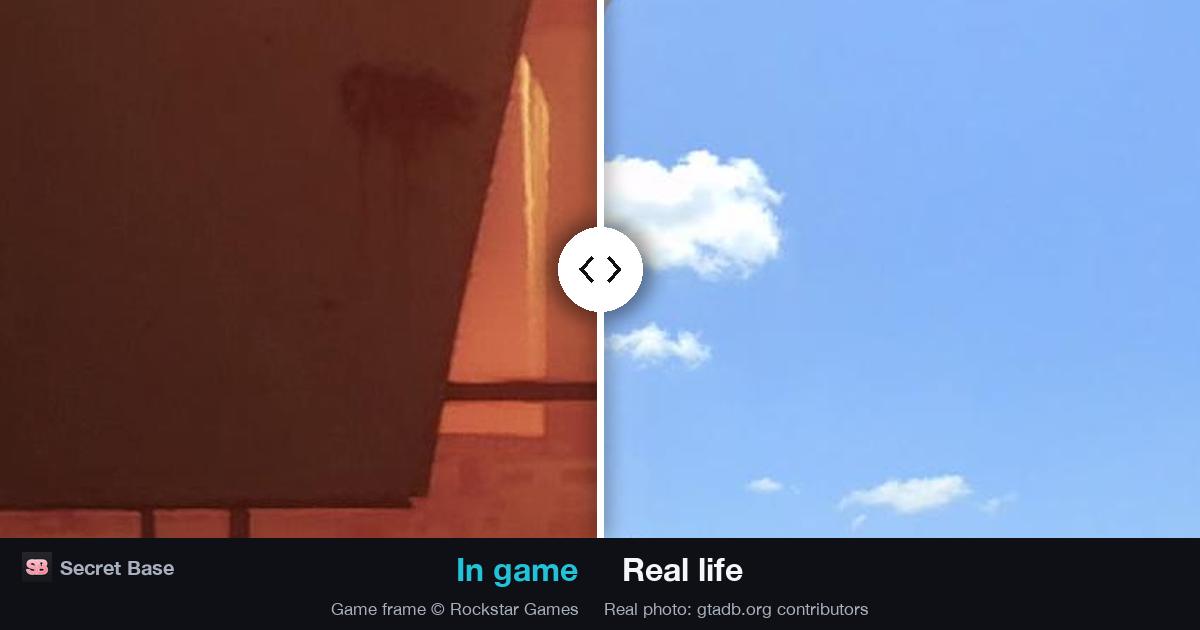 SB Secret Base
In game
Real life
Game frame © Rockstar Games
Real photo: gtadb.org contributors